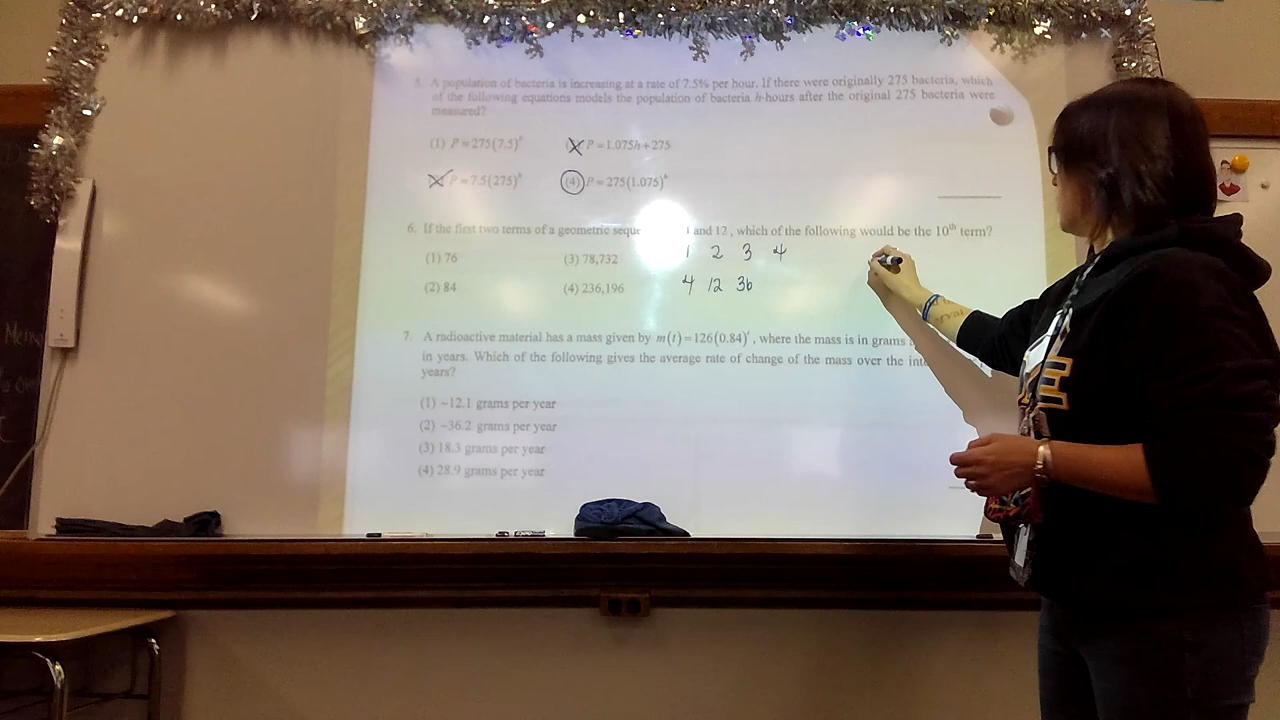 5. A population of bacteria is increasing at a rate of 7.5% per hour. If there were originally 275 bacteria, which
of the following equations models the population of bacteria h-hours after the original 275 bacteria were
measured?
(1) P = 275(7.5)^h P = 1.075h + 275
P = 7.5(275)^h (4) P = 275(1.075)^h
6. If the first two terms of a geometric and 12 , which of the following would be the 10th term?
(1) 76 (3) 78,732 1 2 3 4
(2) 84 (4) 236,196 4 12 36
7. A radioactive material has a mass given by m(t) = 126(0.84)^t , where the mass is in grams
in years. Which of the following gives the average rate of change of the mass over the
years?
(1) −12.1 grams per year
(2) −36.2 grams per year
(3) 18.3 grams per year
(4) 28.9 grams per year